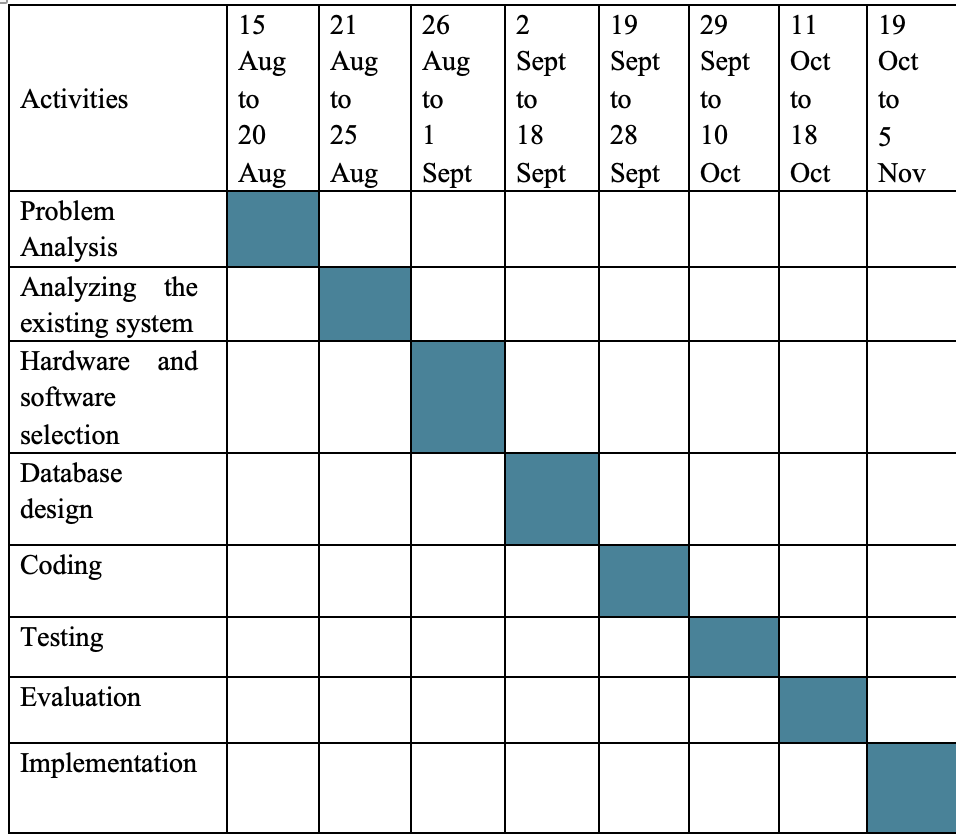 Activities
15
Aug
to
20
Aug
21
Aug
to
25
Aug
26
Aug
to
1
Sept
2
Sept
to
18
Sept
19
Sept
to
28
Sept
29
Sept
to
10
Oct
11
Oct
to
18
Oct
19
Oct
to
5
Nov
Problem
Analysis
Analyzing the
existing system
Hardware and
software
selection
Database
design
Coding
Testing
Evaluation
Implementation